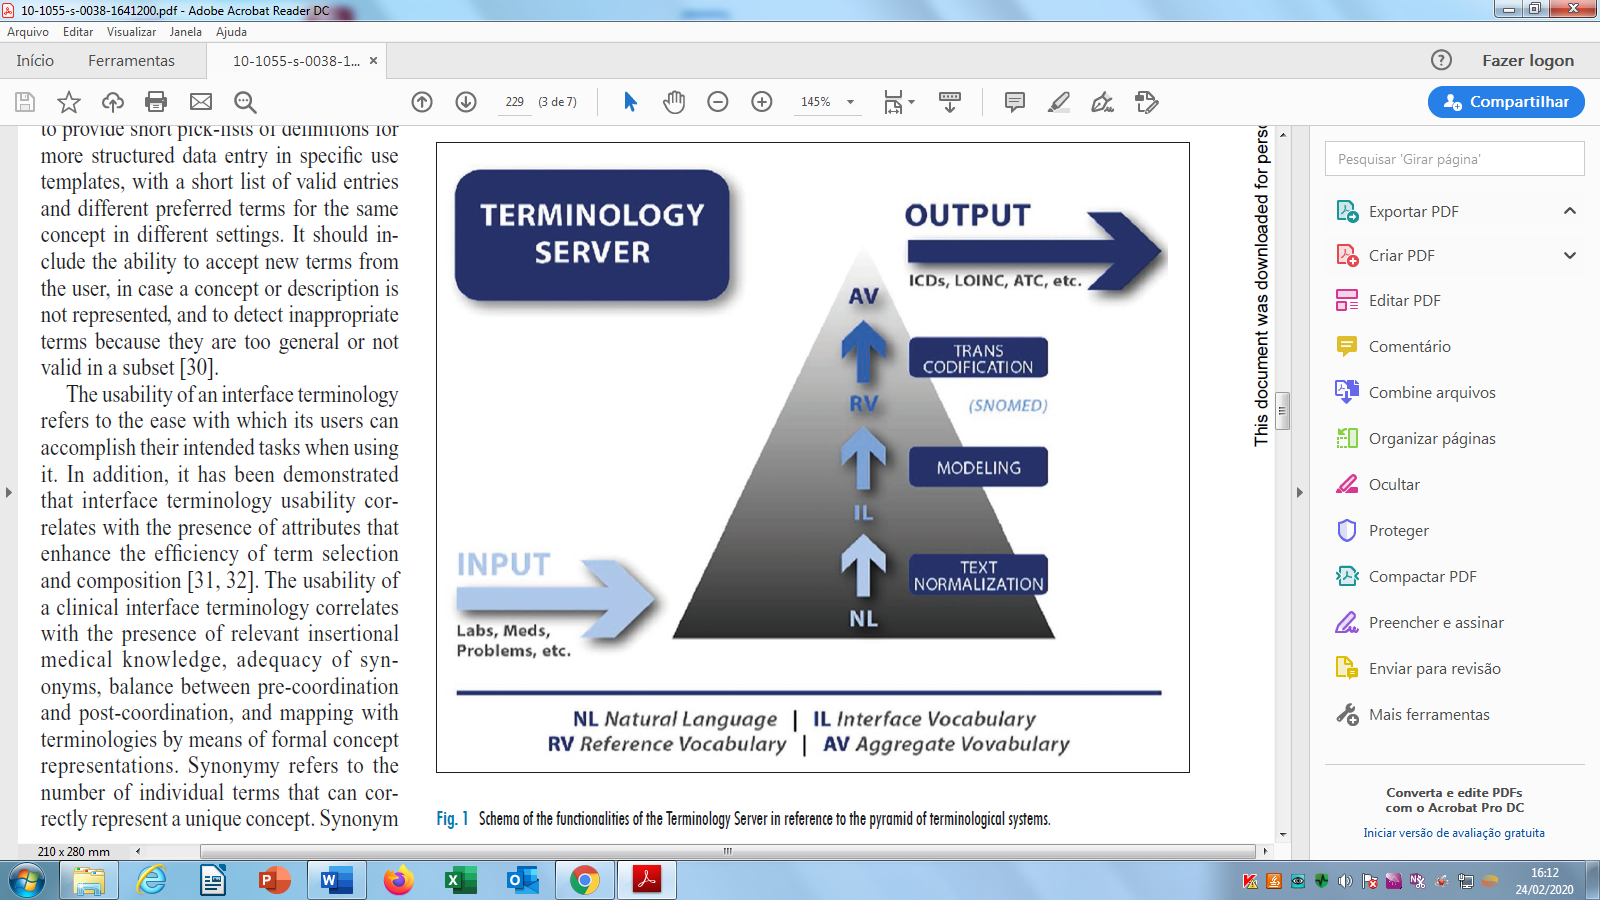 10-1055-s-0038-1641200.pdf - Adobe Acrobat Reader DC
Arquivo Editar Visualizar Janela Ajuda
Início Ferramentas 10-1055-s-0038-1... × Fazer logon
229 (3 de 7) 145% Compartilhar
to provide short pick-lists of definitions for
more structured data entry in specific use
templates, with a short list of valid entries
and different preferred terms for the same
concept in different settings. It should in-
clude the ability to accept new terms from
the user, in case a concept or description is
not represented, and to detect inappropriate
terms because they are too general or not
valid in a subset [30].
The usability of an interface terminology
refers to the ease with which its users can
accomplish their intended tasks when using
it. In addition, it has been demonstrated
that interface terminology usability cor-
relates with the presence of attributes that
enhance the efficiency of term selection
and composition [31, 32]. The usability of
a clinical interface terminology correlates
with the presence of relevant insertional
medical knowledge, adequacy of syn-
onyms, balance between pre-coordination
and post-coordination, and mapping with
terminologies by means of formal concept
representations. Synonymy refers to the
number of individual terms that can cor-
rectly represent a unique concept. Synonym
TERMINOLOGY
SERVER
OUTPUT
ICDs, LOINC, ATC, etc.
AV
TRANS
CODIFICATION
RV
(SNOMED)
MODELING
IL
INPUT
TEXT
NORMALIZATION
NL
Labs, Meds,
Problems, etc.
NL Natural Language | IL Interface Vocabulary
RV Reference Vocabulary | AV Aggregate Vovabulary
Fig. 1 Schema of the functionalities of the Terminology Server in reference to the pyramid of terminological systems.
This document was downloaded for perso
Pesquisar 'Girar página'
Exportar PDF
Criar PDF
Editar PDF
Comentário
Combine arquivos
Organizar páginas
Ocultar
Proteger
Compactar PDF
Preencher e assinar
Enviar para revisão
Mais ferramentas
Converta e edite PDFs
com o Acrobat Pro DC
Iniciar versão de avaliação gratuita
210 x 280 mm
16:12
24/02/2020